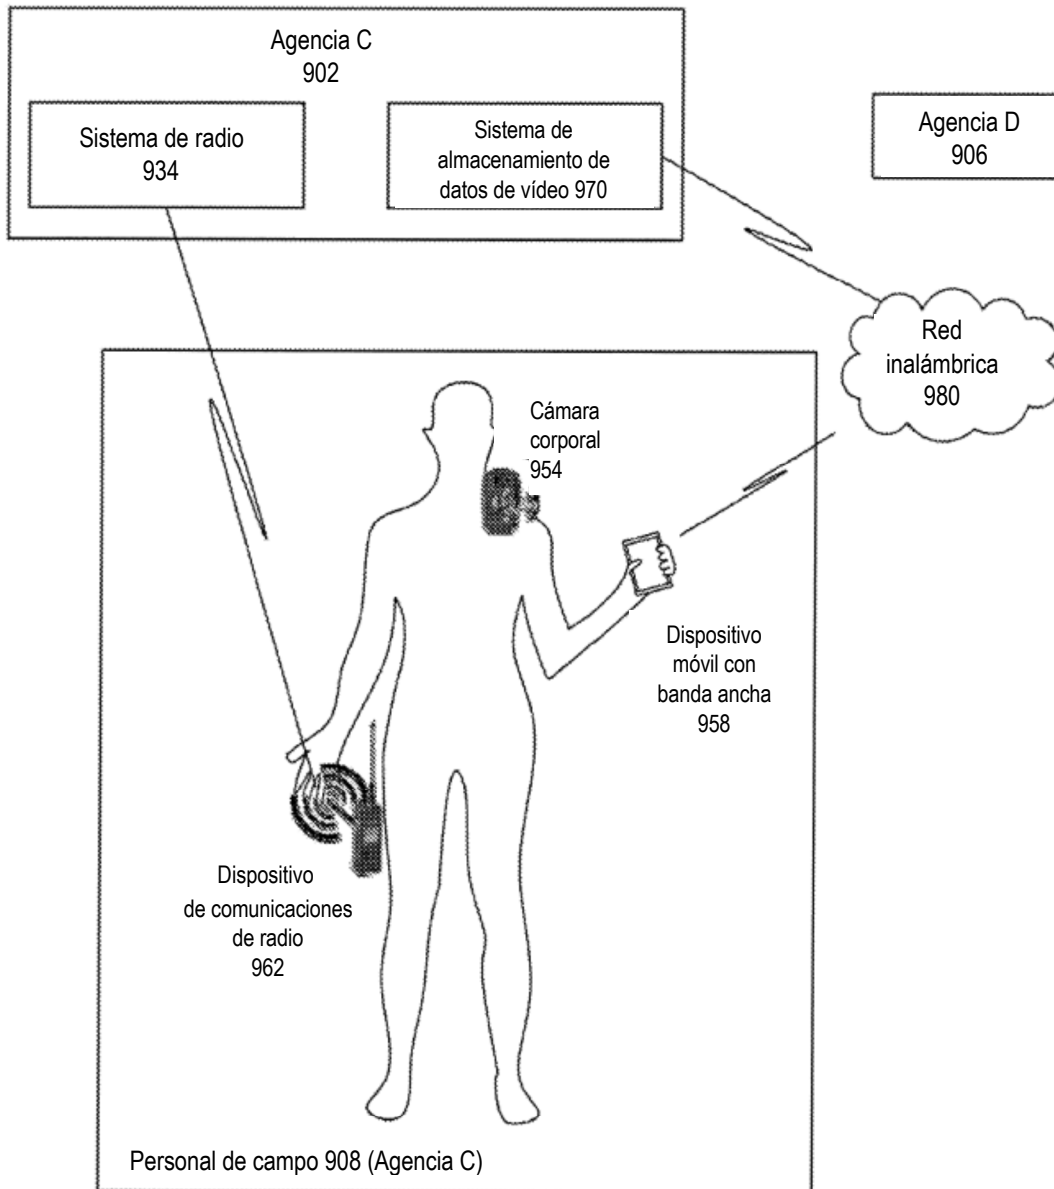 Agencia C
902
Sistema de radio
934
Sistema de
almacenamiento de
datos de vídeo 970
Agencia D
906
Red
inalámbrica
980
Cámara
corporal
954
Dispositivo
móvil con
banda ancha
958
Dispositivo
de comunicaciones
de radio
962
Personal de campo 908 (Agencia C)